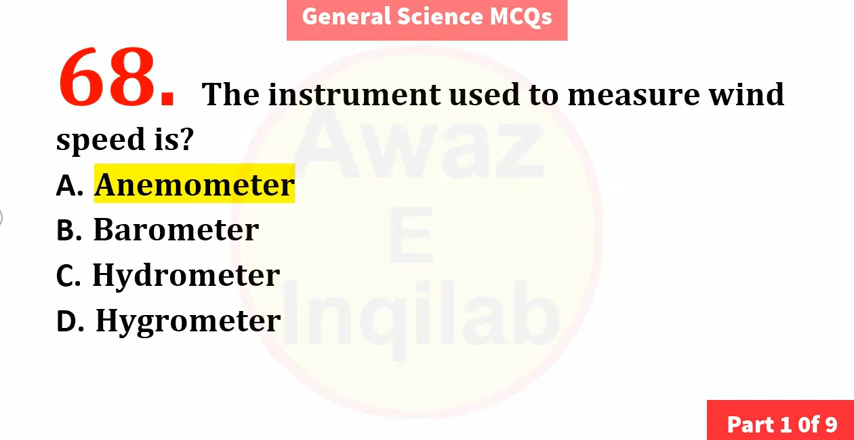 General Science MCQs
68. The instrument used to measure wind
speed is?
A. Anemometer
B. Barometer
C. Hydrometer
D. Hygrometer
Awaz
E
Inqilab
Part 1 0f 9